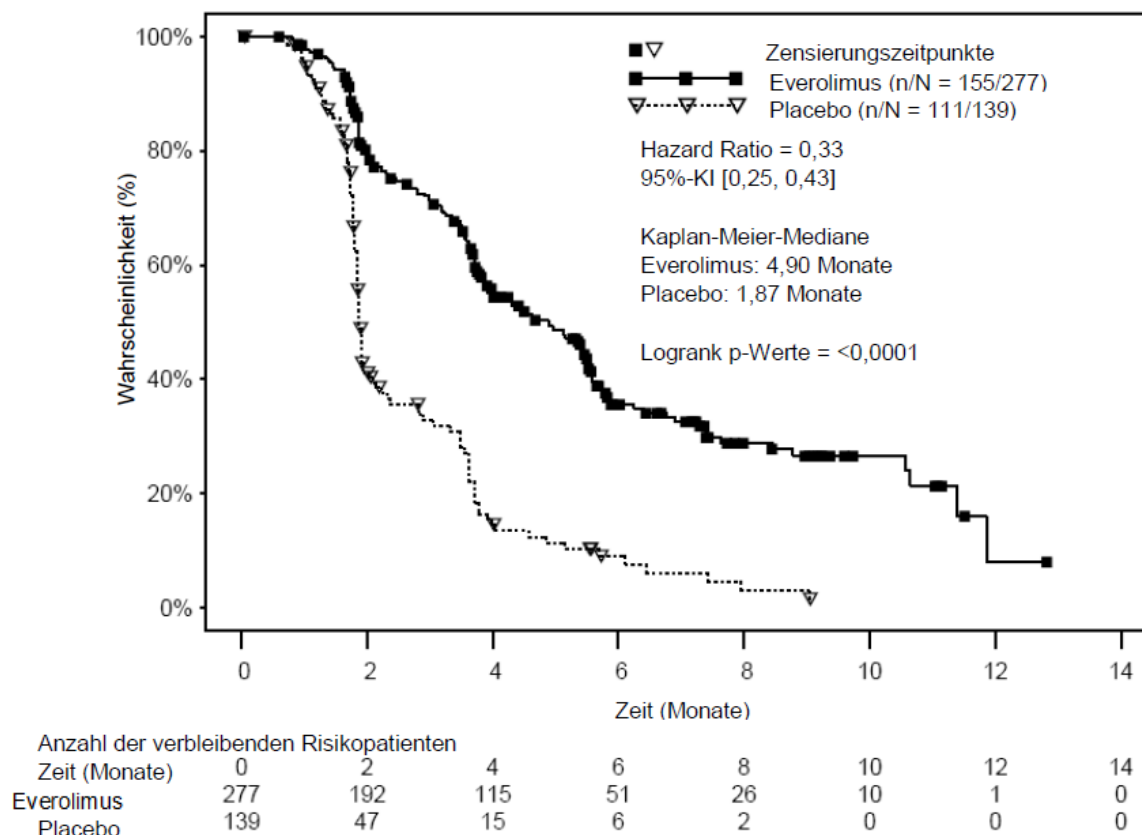 100%
80%
60%
40%
20%
0%
Wahrscheinlichkeit (%)
Zensierungszeitpunkte
Everolimus (n/N = 155/277)
Placebo (n/N = 111/139)
Hazard Ratio = 0,33
95%-KI [0,25, 0,43]
Kaplan-Meier-Mediane
Everolimus: 4,90 Monate
Placebo: 1,87 Monate
Logrank p-Werte = <0,0001
0 2 4 6 8 10 12 14
Zeit (Monate)
Anzahl der verbleibenden Risikopatienten
Zeit (Monate) 0 2 4 6 8 10 12 14
Everolimus 277 192 115 51 26 10 1 0
Placebo 139 47 15 6 2 0 0 0